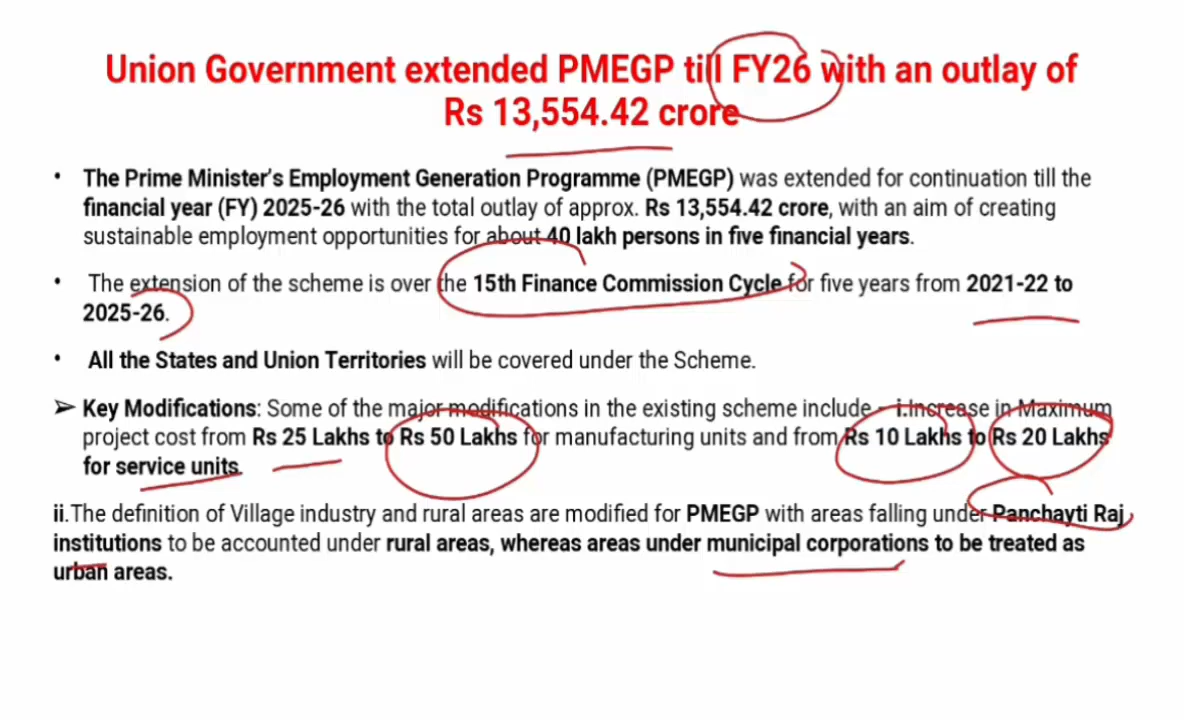 Union Government extended PMEGP till FY26 with an outlay of
Rs 13,554.42 crore
• The Prime Minister's Employment Generation Programme (PMEGP) was extended for continuation till the
financial year (FY) 2025-26 with the total outlay of approx. Rs 13,554.42 crore, with an aim of creating
sustainable employment opportunities for about 40 lakh persons in five financial years.
• The extension of the scheme is over the 15th Finance Commission Cycle for five years from 2021-22 to
2025-26.
• All the States and Union Territories will be covered under the Scheme.
➢ Key Modifications: Some of the major modifications in the existing scheme include - i.Increase in Maximum
project cost from Rs 25 Lakhs to Rs 50 Lakhs for manufacturing units and from Rs 10 Lakhs to Rs 20 Lakhs
for service units.
ii.The definition of Village industry and rural areas are modified for PMEGP with areas falling under Panchayti Raj
institutions to be accounted under rural areas, whereas areas under municipal corporations to be treated as
urban areas.